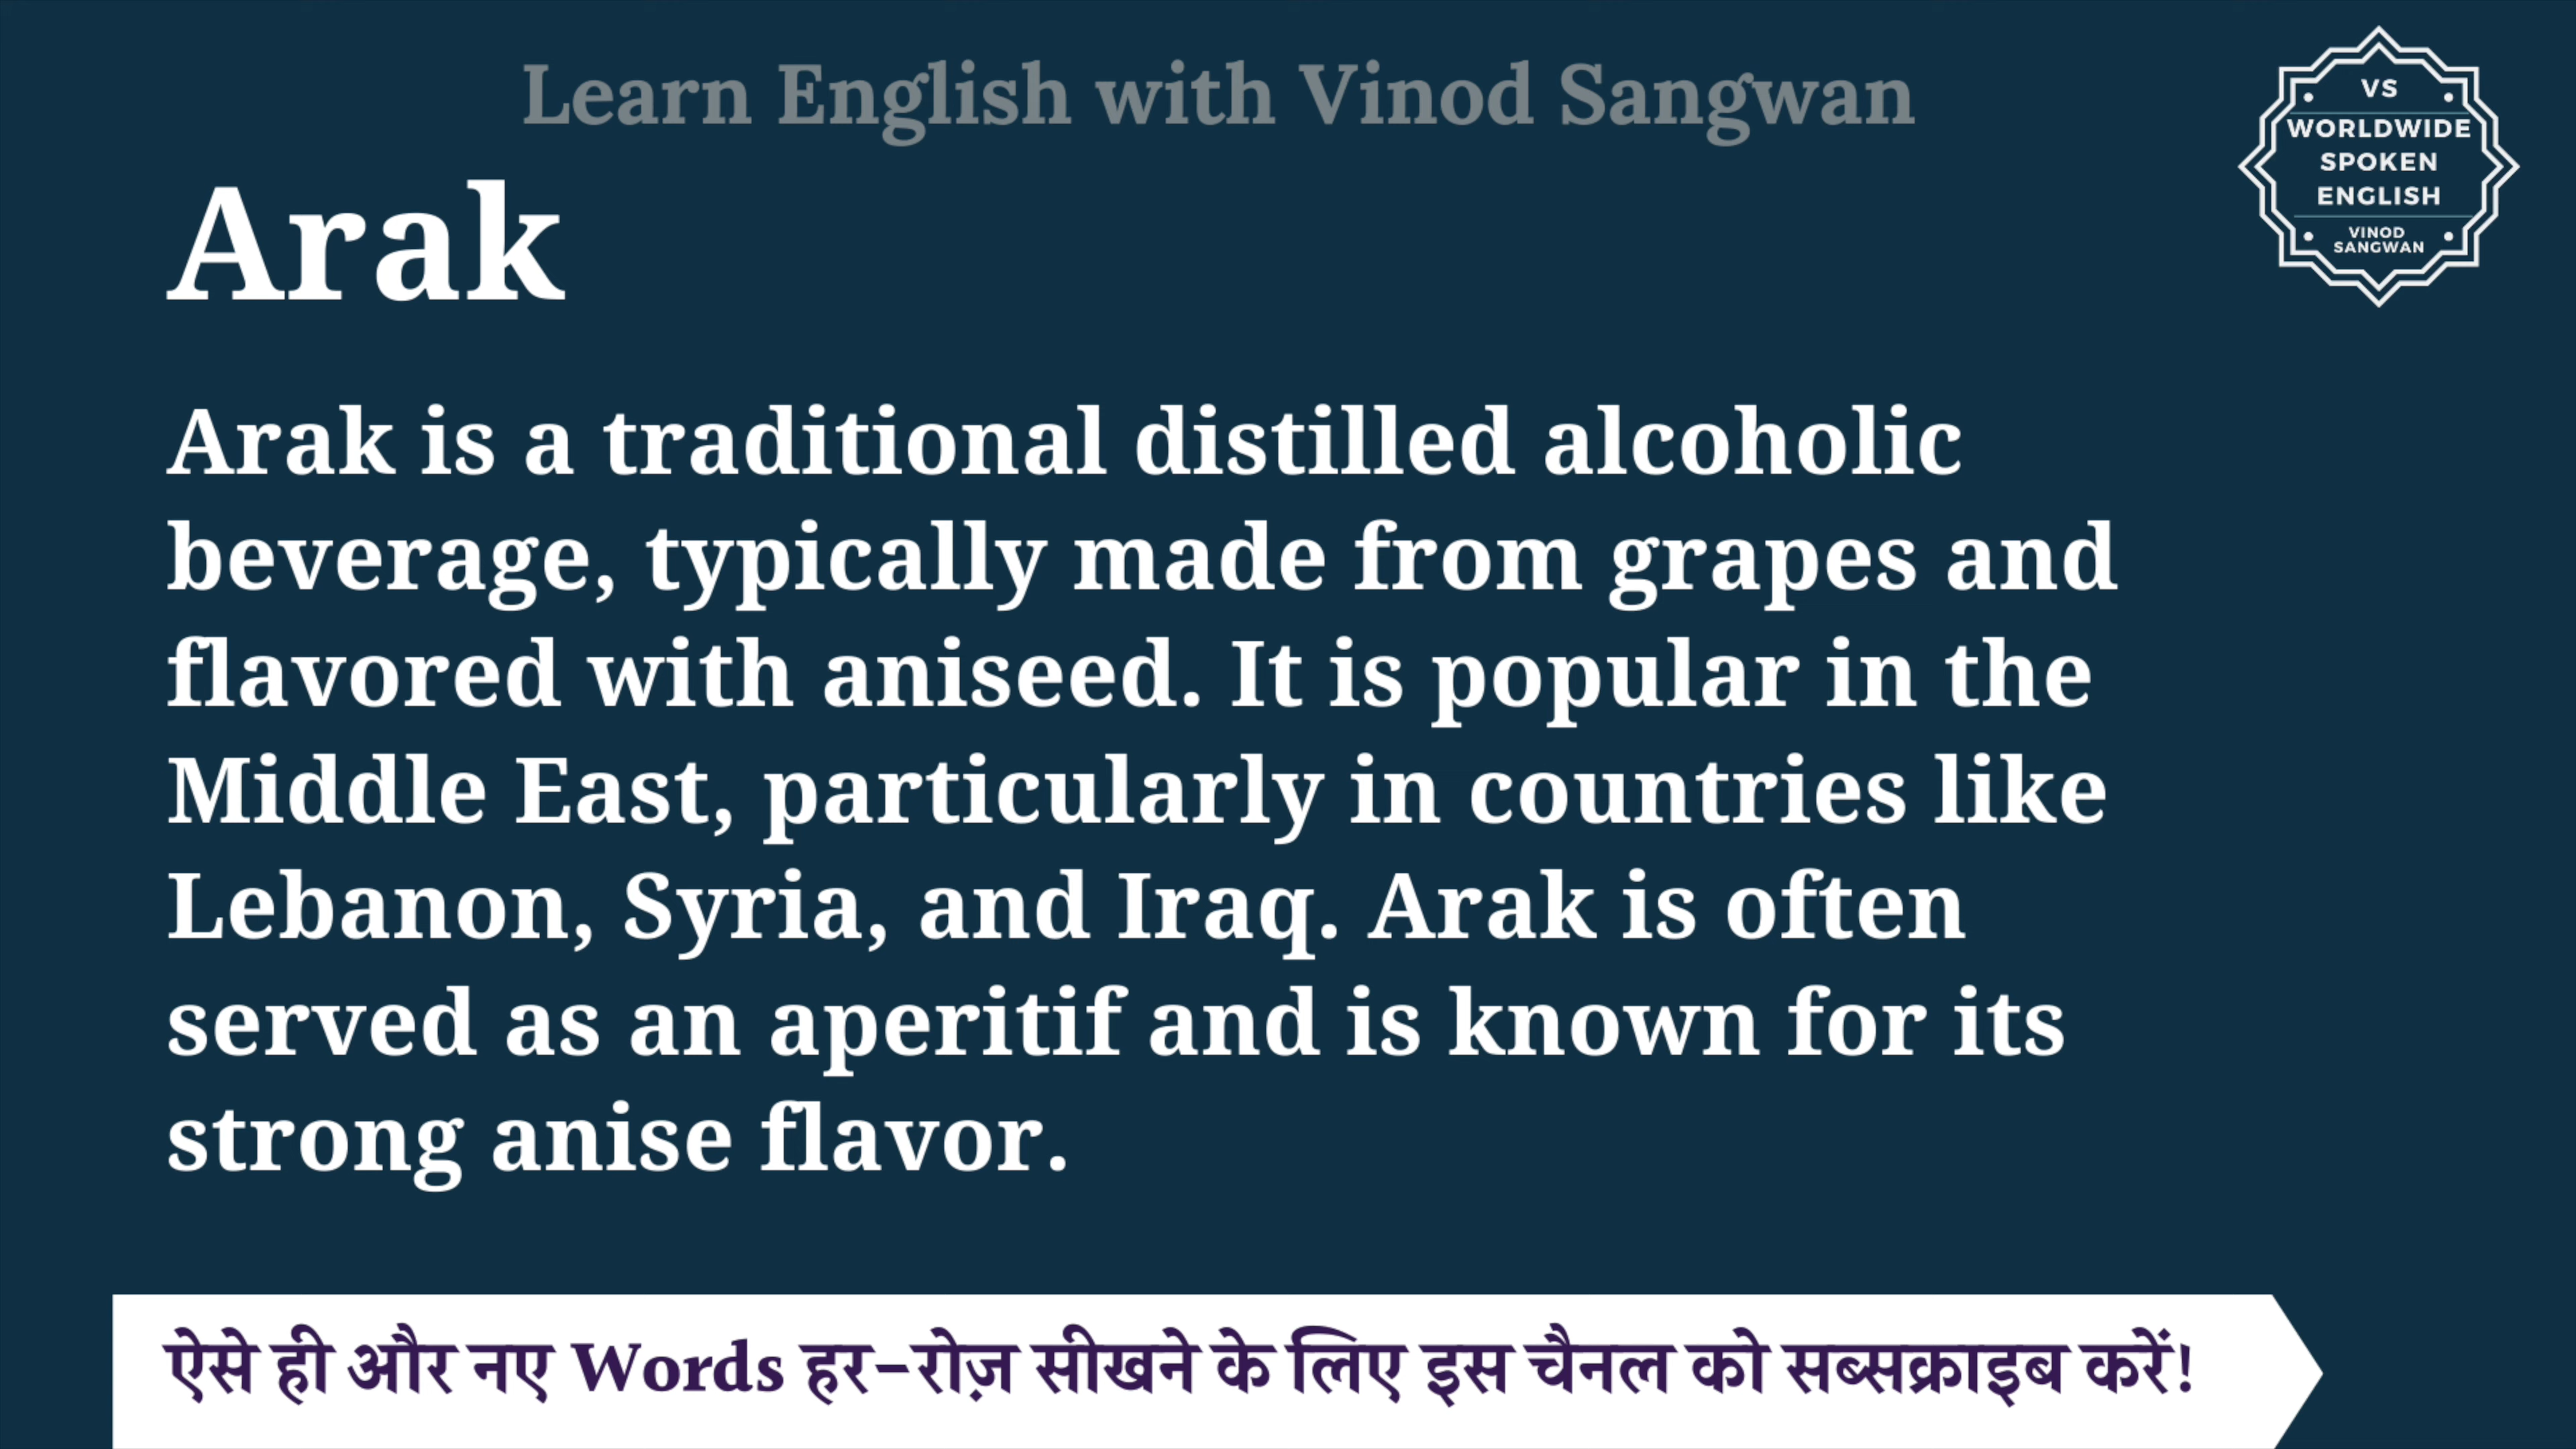 Learn English with Vinod Sangwan
VS
WORLDWIDE
SPOKEN
ENGLISH
VINOD
SANGWAN
Arak
Arak is a traditional distilled alcoholic
beverage, typically made from grapes and
flavored with aniseed. It is popular in the
Middle East, particularly in countries like
Lebanon, Syria, and Iraq. Arak is often
served as an aperitif and is known for its
strong anise flavor.
ऐसे ही और नए Words हर-रोज़ सीखने के लिए इस चैनल को सब्सक्राइब करें!